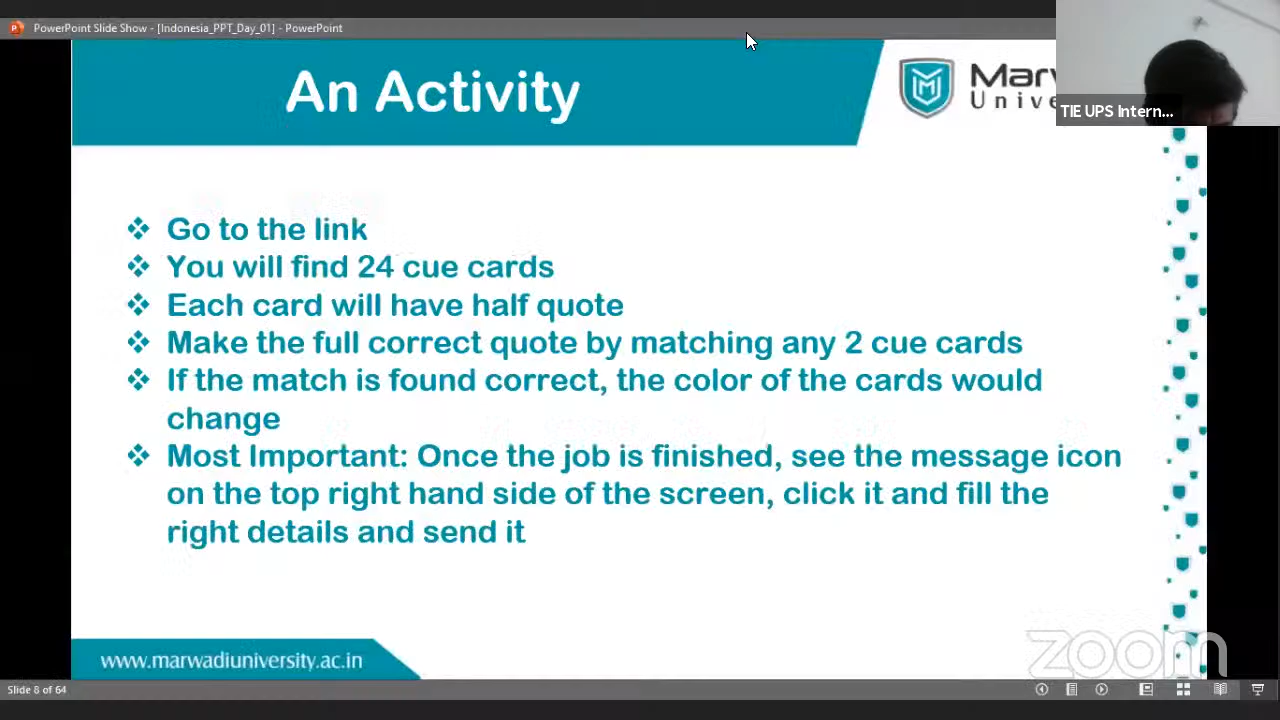 PowerPoint Slide Show - [Indonesia_PPT_Day_01] - PowerPoint
An Activity
TIE UPS Intern...
❖ Go to the link
❖ You will find 24 cue cards
❖ Each card will have half quote
❖ Make the full correct quote by matching any 2 cue cards
❖ If the match is found correct, the color of the cards would
change
❖ Most Important: Once the job is finished, see the message icon
on the top right hand side of the screen, click it and fill the
right details and send it
www.marwadiuniversity.ac.in
zoom
Slide 8 of 64